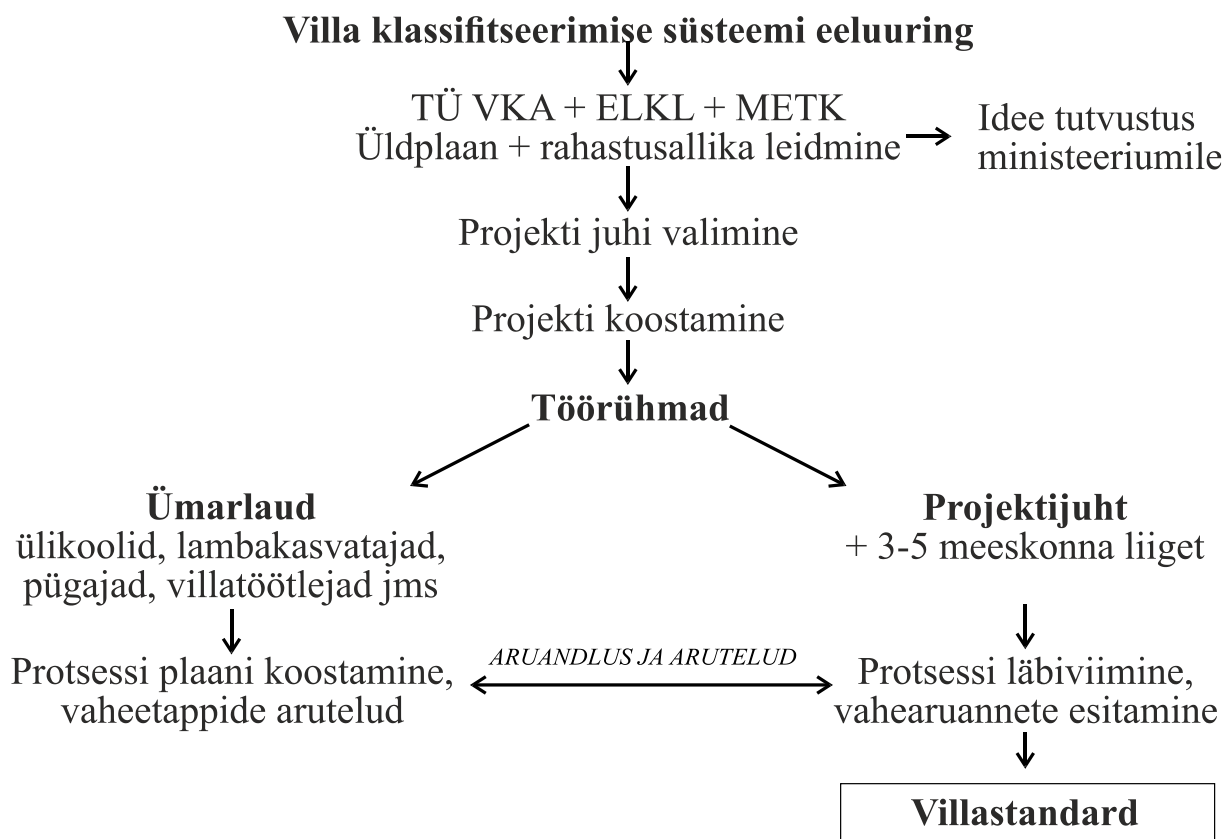 Villa klassifitseerimise süsteemi eeluuring
TÜ VKA + ELKL + METK
Üldplaan + rahastusallika leidmine
Idee tutvustus
ministeeriumile
Projekti juhi valimine
Projekti koostamine
Töörühmad
Ümarlaud
ülikoolid, lambakasvatajad,
pügajad, villatöötlejad jms
Projektijuht
+ 3-5 meeskonna liiget
Protsessi plaani koostamine,
vaheetappide arutelud
ARUANDLUS JA ARUTELUD
Protsessi läbiviimine,
vahearuannete esitamine
Villastandard